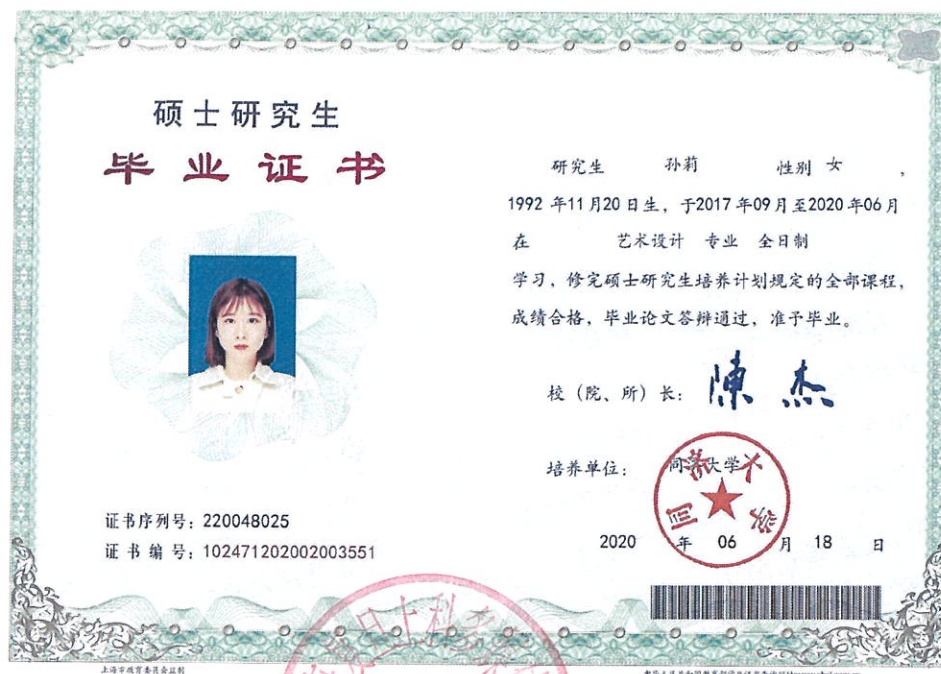 硕士研究生
毕业证书
研究生 孙莉 性别 女 ,
1992 年11月20日生, 于2017年09月至2020年06月
在 艺术设计 专业 全日制
学习, 修完硕士研究生培养计划规定的全部课程,
成绩合格, 毕业论文答辩通过, 准予毕业。
校(院、所)长: 陳杰
培养单位: 同济大学
同济大学
证书序列号: 220048025
证书编号: 102471202002003551
2020 年 06 月 18 日
上海市教育委员会监制